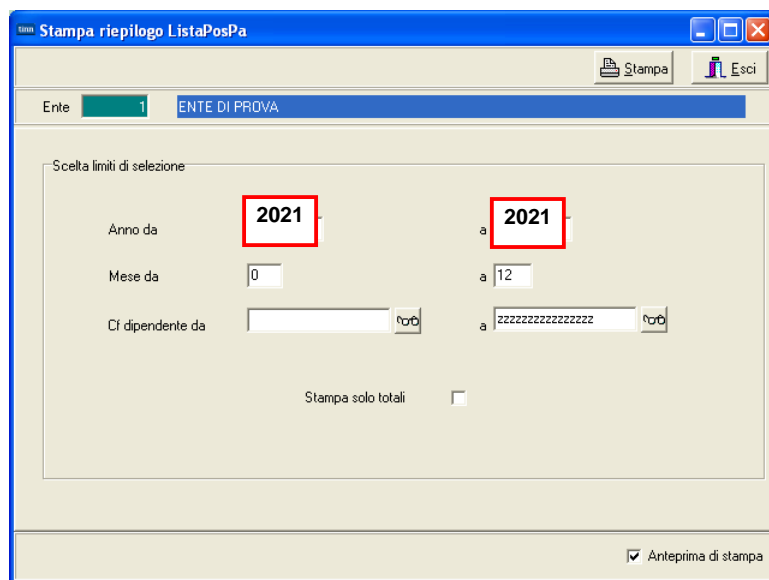 tinn Stampa riepilogo ListaPosPa
Stampa Esci
Ente 1 ENTE DI PROVA
Scelta limiti di selezione
Anno da 2021 a 2021
Mese da 0 a 12
Cf dipendente da a zzzzzzzzzzzzzzzz
Stampa solo totali
Anteprima di stampa